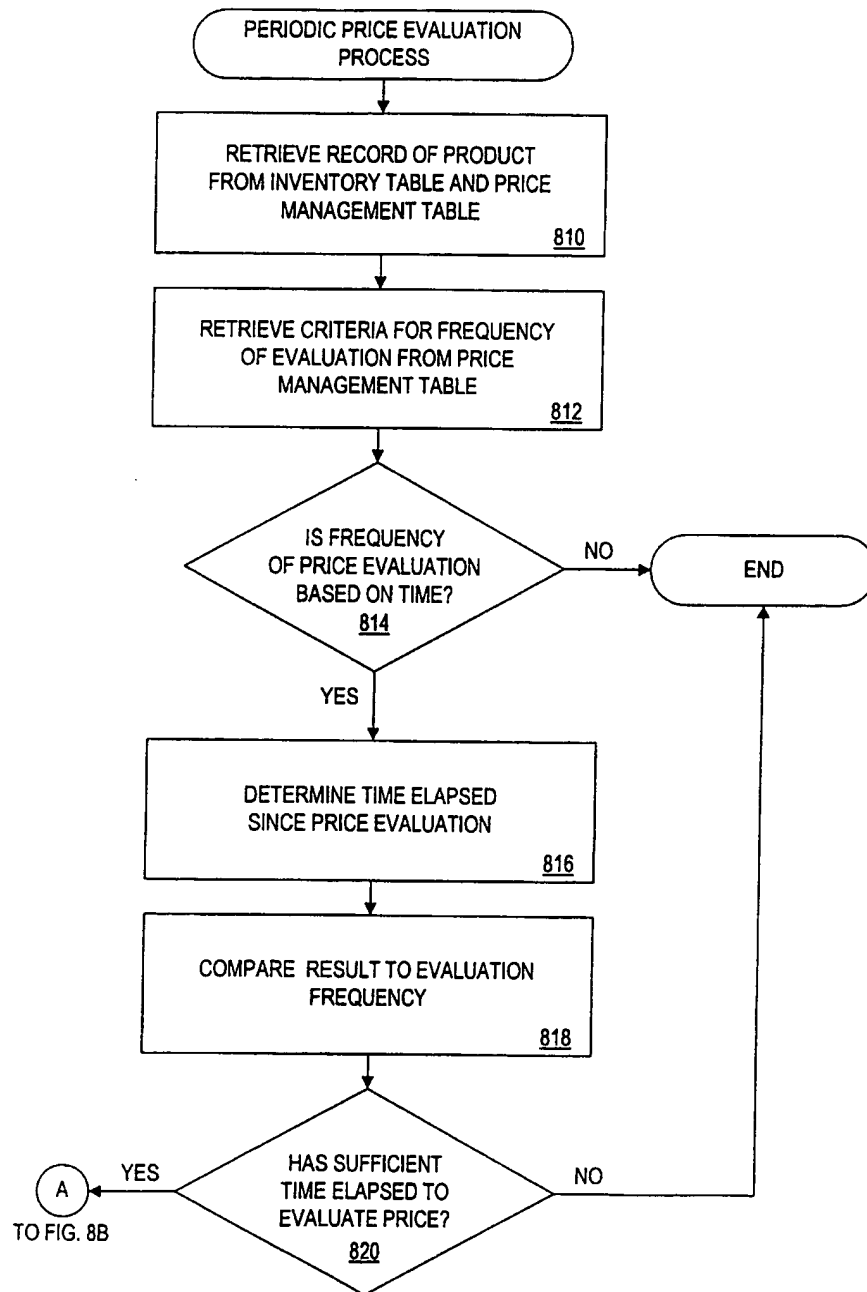 PERIODIC PRICE EVALUATION
PROCESS
RETRIEVE RECORD OF PRODUCT
FROM INVENTORY TABLE AND PRICE
MANAGEMENT TABLE
810
RETRIEVE CRITERIA FOR FREQUENCY
OF EVALUATION FROM PRICE
MANAGEMENT TABLE
812
IS FREQUENCY
OF PRICE EVALUATION
BASED ON TIME?
814
NO
END
YES
DETERMINE TIME ELAPSED
SINCE PRICE EVALUATION
816
COMPARE RESULT TO EVALUATION
FREQUENCY
818
HAS SUFFICIENT
TIME ELAPSED TO
EVALUATE PRICE?
820
NO
YES
A
TO FIG. 8B